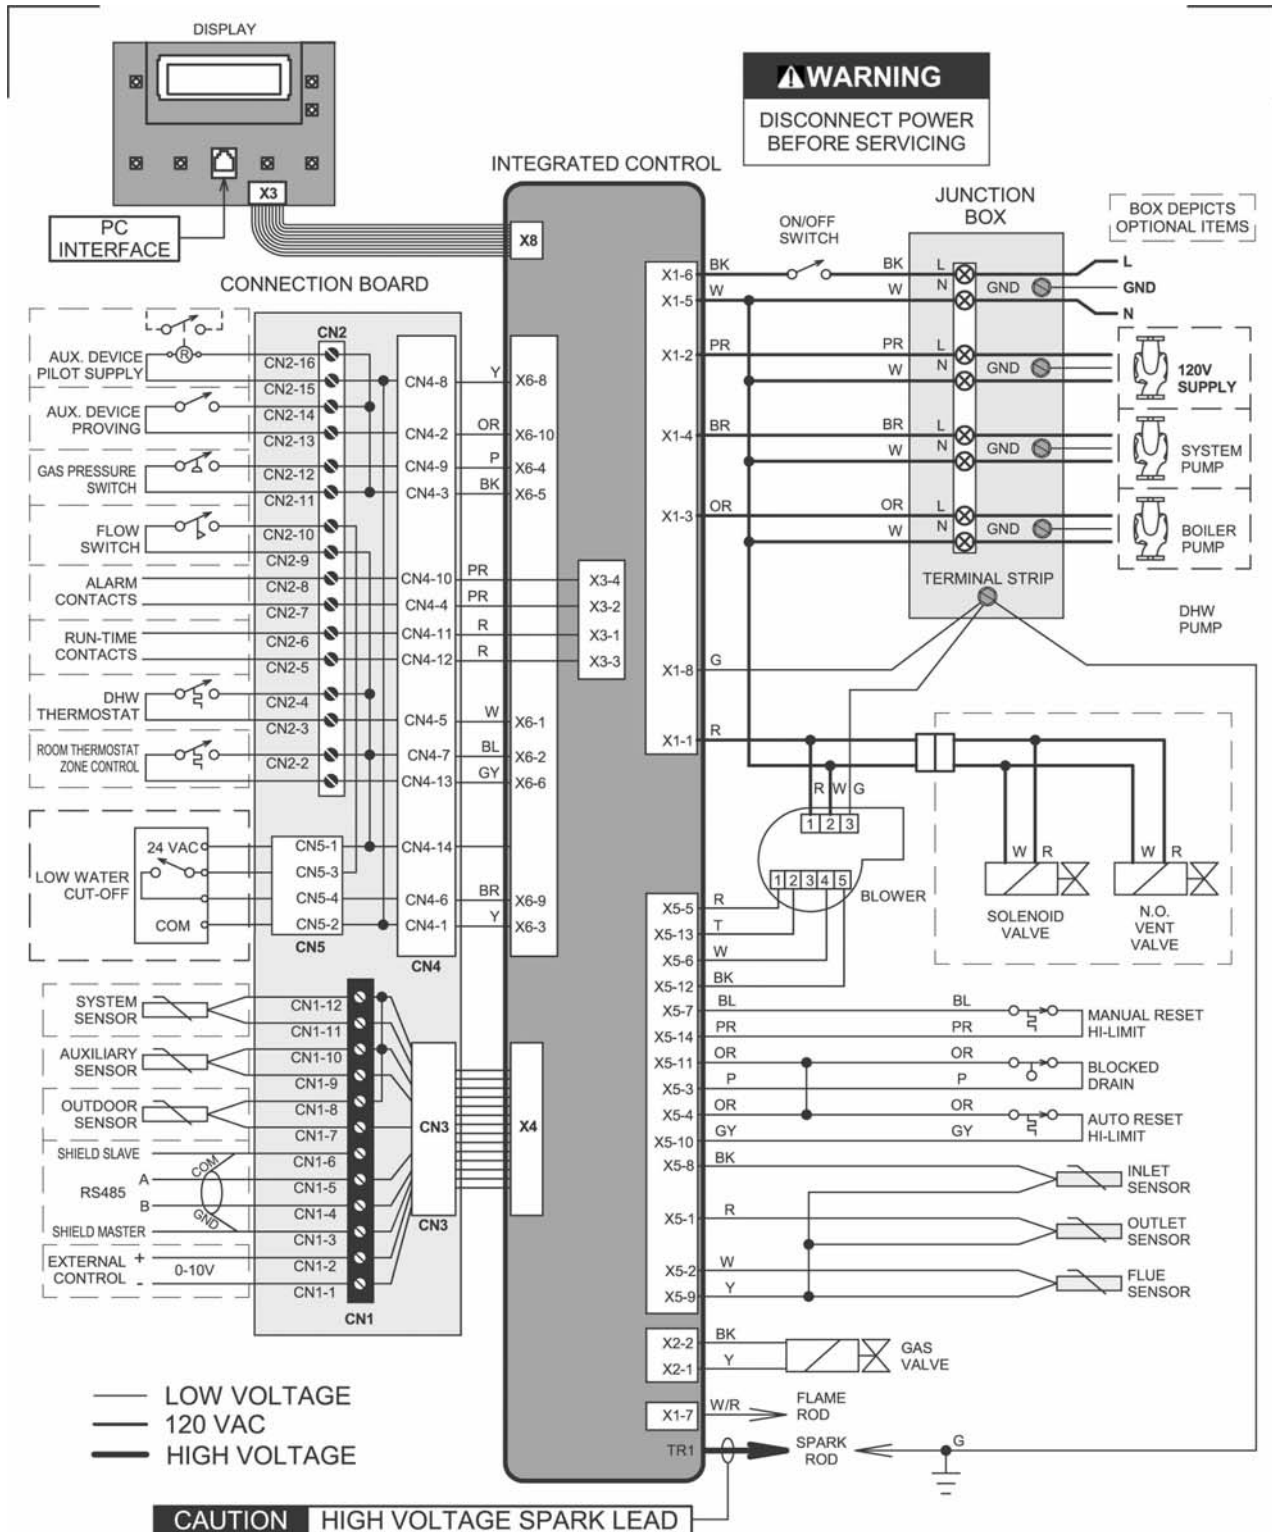 DISPLAY
X3
PC
INTERFACE
WARNING
DISCONNECT POWER
BEFORE SERVICING
INTEGRATED CONTROL
X8
CONNECTION BOARD
JUNCTION
BOX
BOX DEPICTS
OPTIONAL ITEMS
ON/OFF
SWITCH
X1-6 BK BK L L
X1-5 W W N GND GND
N
X1-2 PR PR L
W N GND
120V
SUPPLY
X1-4 BR BR L
W N GND
SYSTEM
PUMP
X1-3 OR OR L
W N GND
BOILER
PUMP
TERMINAL STRIP
DHW
PUMP
X1-8 G
X1-1 R
CN2
AUX. DEVICE
PILOT SUPPLY
R
CN2-16
CN2-15
CN4-8 Y X6-8
AUX. DEVICE
PROVING
CN2-14
CN2-13
CN4-2 OR X6-10
GAS PRESSURE
SWITCH
CN2-12
CN2-11
CN4-9 P X6-4
CN4-3 BK X6-5
FLOW
SWITCH
CN2-10
CN2-9
ALARM
CONTACTS
CN2-8
CN2-7
CN4-10 PR X3-4
CN4-4 PR X3-2
RUN-TIME
CONTACTS
CN2-6
CN2-5
CN4-11 R X3-1
CN4-12 R X3-3
DHW
THERMOSTAT
CN2-4
CN2-3
CN4-5 W X6-1
ROOM THERMOSTAT
ZONE CONTROL
CN2-2
CN4-7 BL X6-2
CN4-13 GY X6-6
LOW WATER
CUT-OFF
24 VAC
COM
CN5-1
CN5-3
CN5-4
CN5-2
CN5
CN4-14
CN4-6 BR X6-9
CN4-1 Y X6-3
CN4
R W G
1 2 3
1 2 3 4 5
BLOWER
W R
SOLENOID
VALVE
W R
N.O.
VENT
VALVE
SYSTEM
SENSOR
CN1-12
CN1-11
AUXILIARY
SENSOR
CN1-10
CN1-9
OUTDOOR
SENSOR
CN1-8
CN1-7
SHIELD SLAVE
CN1-6
RS485
A
B
COM
GND
CN1-5
CN1-4
SHIELD MASTER
CN1-3
EXTERNAL
CONTROL
+
-
0-10V
CN1-2
CN1-1
CN1
CN3
CN3
X4
X5-5 R
X5-13 T
X5-6 W
X5-12 BK
X5-7 BL BL
X5-14 PR PR
MANUAL RESET
HI-LIMIT
X5-11 OR OR
X5-3 P P
BLOCKED
DRAIN
X5-4 OR OR
X5-10 GY GY
AUTO RESET
HI-LIMIT
X5-8 BK
INLET
SENSOR
X5-1 R
OUTLET
SENSOR
X5-2 W
X5-9 Y
FLUE
SENSOR
X2-2 BK
X2-1 Y
GAS
VALVE
X1-7 W/R
FLAME
ROD
TR1
SPARK
ROD
G
LOW VOLTAGE
120 VAC
HIGH VOLTAGE
CAUTION HIGH VOLTAGE SPARK LEAD